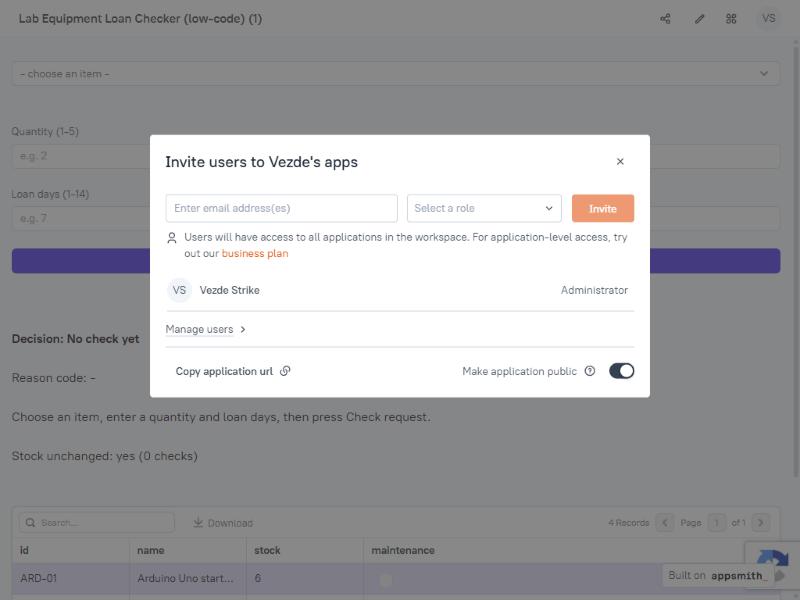 Lab Equipment Loan Checker (low-code) (1)
VS
- choose an item -
Quantity (1-5)
e.g. 2
Loan days (1-14)
e.g. 7
Invite users to Vezde's apps
Enter email address(es)
Select a role
Invite
Users will have access to all applications in the workspace. For application-level access, try
out our business plan
VS
Vezde Strike
Administrator
Manage users
Copy application url
Make application public
Decision: No check yet
Reason code: -
Choose an item, enter a quantity and loan days, then press Check request.
Stock unchanged: yes (0 checks)
Search...
Download
4 Records
Page
1
of 1
id
name
stock
maintenance
ARD-01
Arduino Uno start...
6
Built on appsmith_